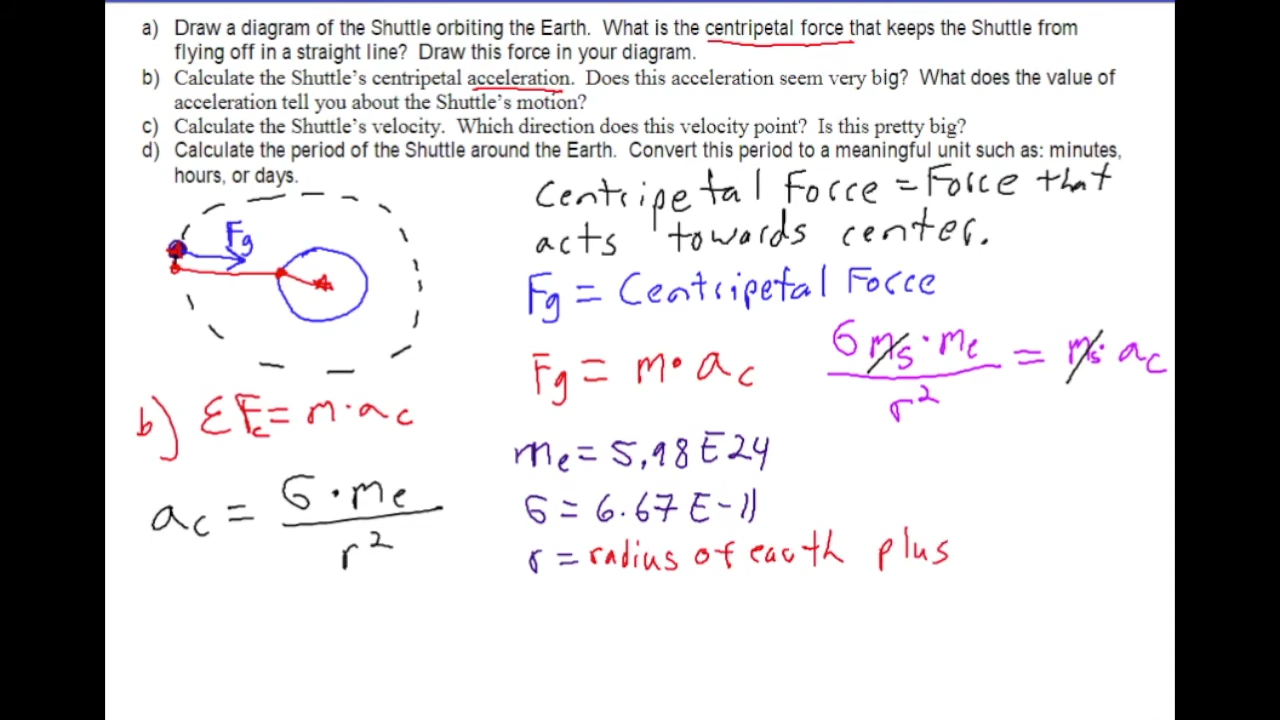 a) Draw a diagram of the Shuttle orbiting the Earth. What is the centripetal force that keeps the Shuttle from
flying off in a straight line? Draw this force in your diagram.
b) Calculate the Shuttle's centripetal acceleration. Does this acceleration seem very big? What does the value of
acceleration tell you about the Shuttle's motion?
c) Calculate the Shuttle's velocity. Which direction does this velocity point? Is this pretty big?
d) Calculate the period of the Shuttle around the Earth. Convert this period to a meaningful unit such as: minutes,
hours, or days.
Centripetal Force = Force that
acts towards center.
Fg
Fg = Centripetal Force
Fg = m · ac
G ms · me / r² = ms · ac
b) ΣFc = m · ac
me = 5.98E24
ac = G · me / r²
G = 6.67E-11
r = radius of earth plus